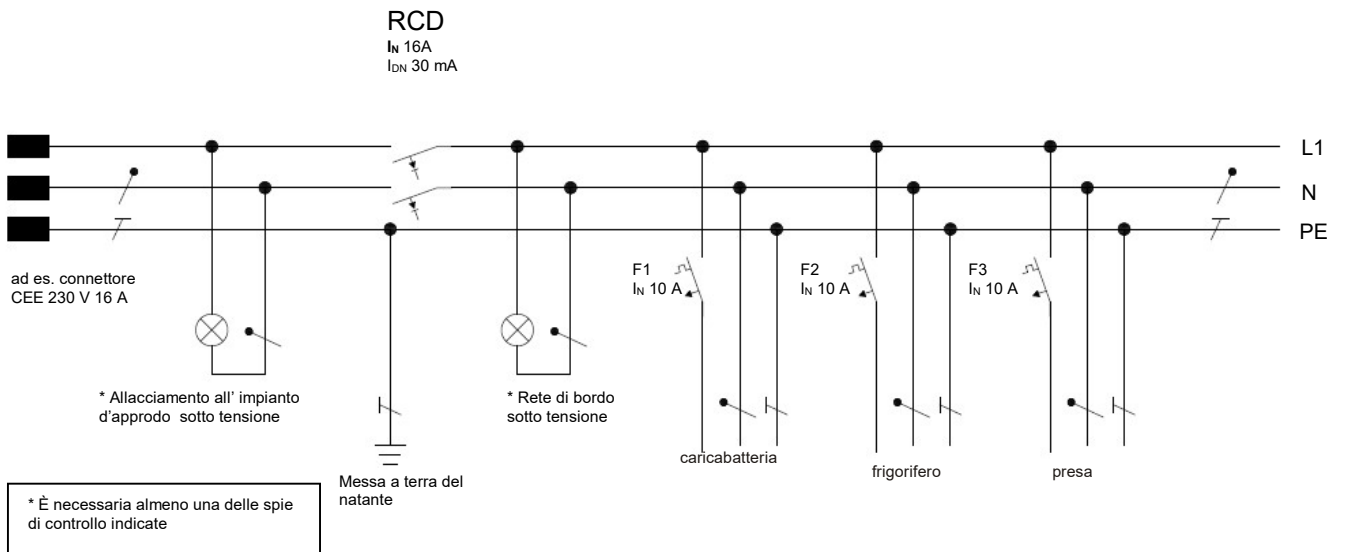 RCD
IN 16A
IDN 30 mA
L1
N
PE
ad es. connettore
CEE 230 V 16 A
F1
IN 10 A
F2
IN 10 A
F3
IN 10 A
* Allacciamento all' impianto
d'approdo sotto tensione
* Rete di bordo
sotto tensione
caricabatteria
frigorifero
presa
Messa a terra del
natante
* È necessaria almeno una delle spie
di controllo indicate